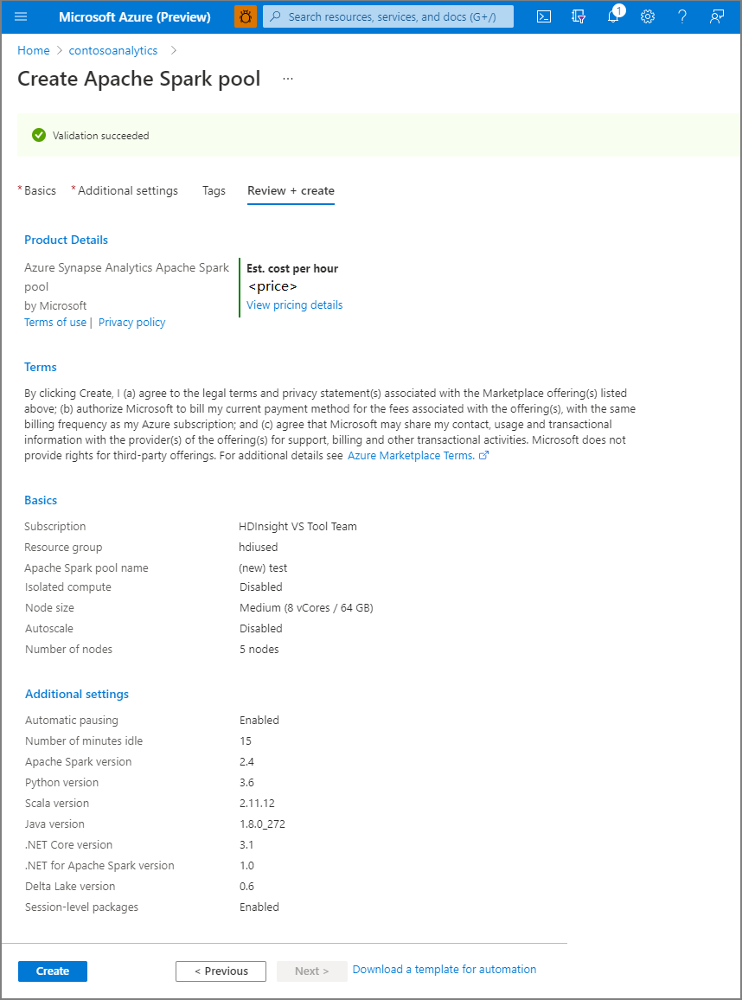 Microsoft Azure (Preview)
Search resources, services, and docs (G+/)
1
Home > contosoanalytics >
Create Apache Spark pool ...
Validation succeeded
* Basics * Additional settings Tags Review + create
Product Details
Azure Synapse Analytics Apache Spark
pool
by Microsoft
Terms of use | Privacy policy
Est. cost per hour
<price>
View pricing details
Terms
By clicking Create, I (a) agree to the legal terms and privacy statement(s) associated with the Marketplace offering(s) listed
above; (b) authorize Microsoft to bill my current payment method for the fees associated with the offering(s), with the same
billing frequency as my Azure subscription; and (c) agree that Microsoft may share my contact, usage and transactional
information with the provider(s) of the offering(s) for support, billing and other transactional activities. Microsoft does not
provide rights for third-party offerings. For additional details see Azure Marketplace Terms.
Basics
Subscription HDInsight VS Tool Team
Resource group hdiused
Apache Spark pool name (new) test
Isolated compute Disabled
Node size Medium (8 vCores / 64 GB)
Autoscale Disabled
Number of nodes 5 nodes
Additional settings
Automatic pausing Enabled
Number of minutes idle 15
Apache Spark version 2.4
Python version 3.6
Scala version 2.11.12
Java version 1.8.0_272
.NET Core version 3.1
.NET for Apache Spark version 1.0
Delta Lake version 0.6
Session-level packages Enabled
Create < Previous Next > Download a template for automation